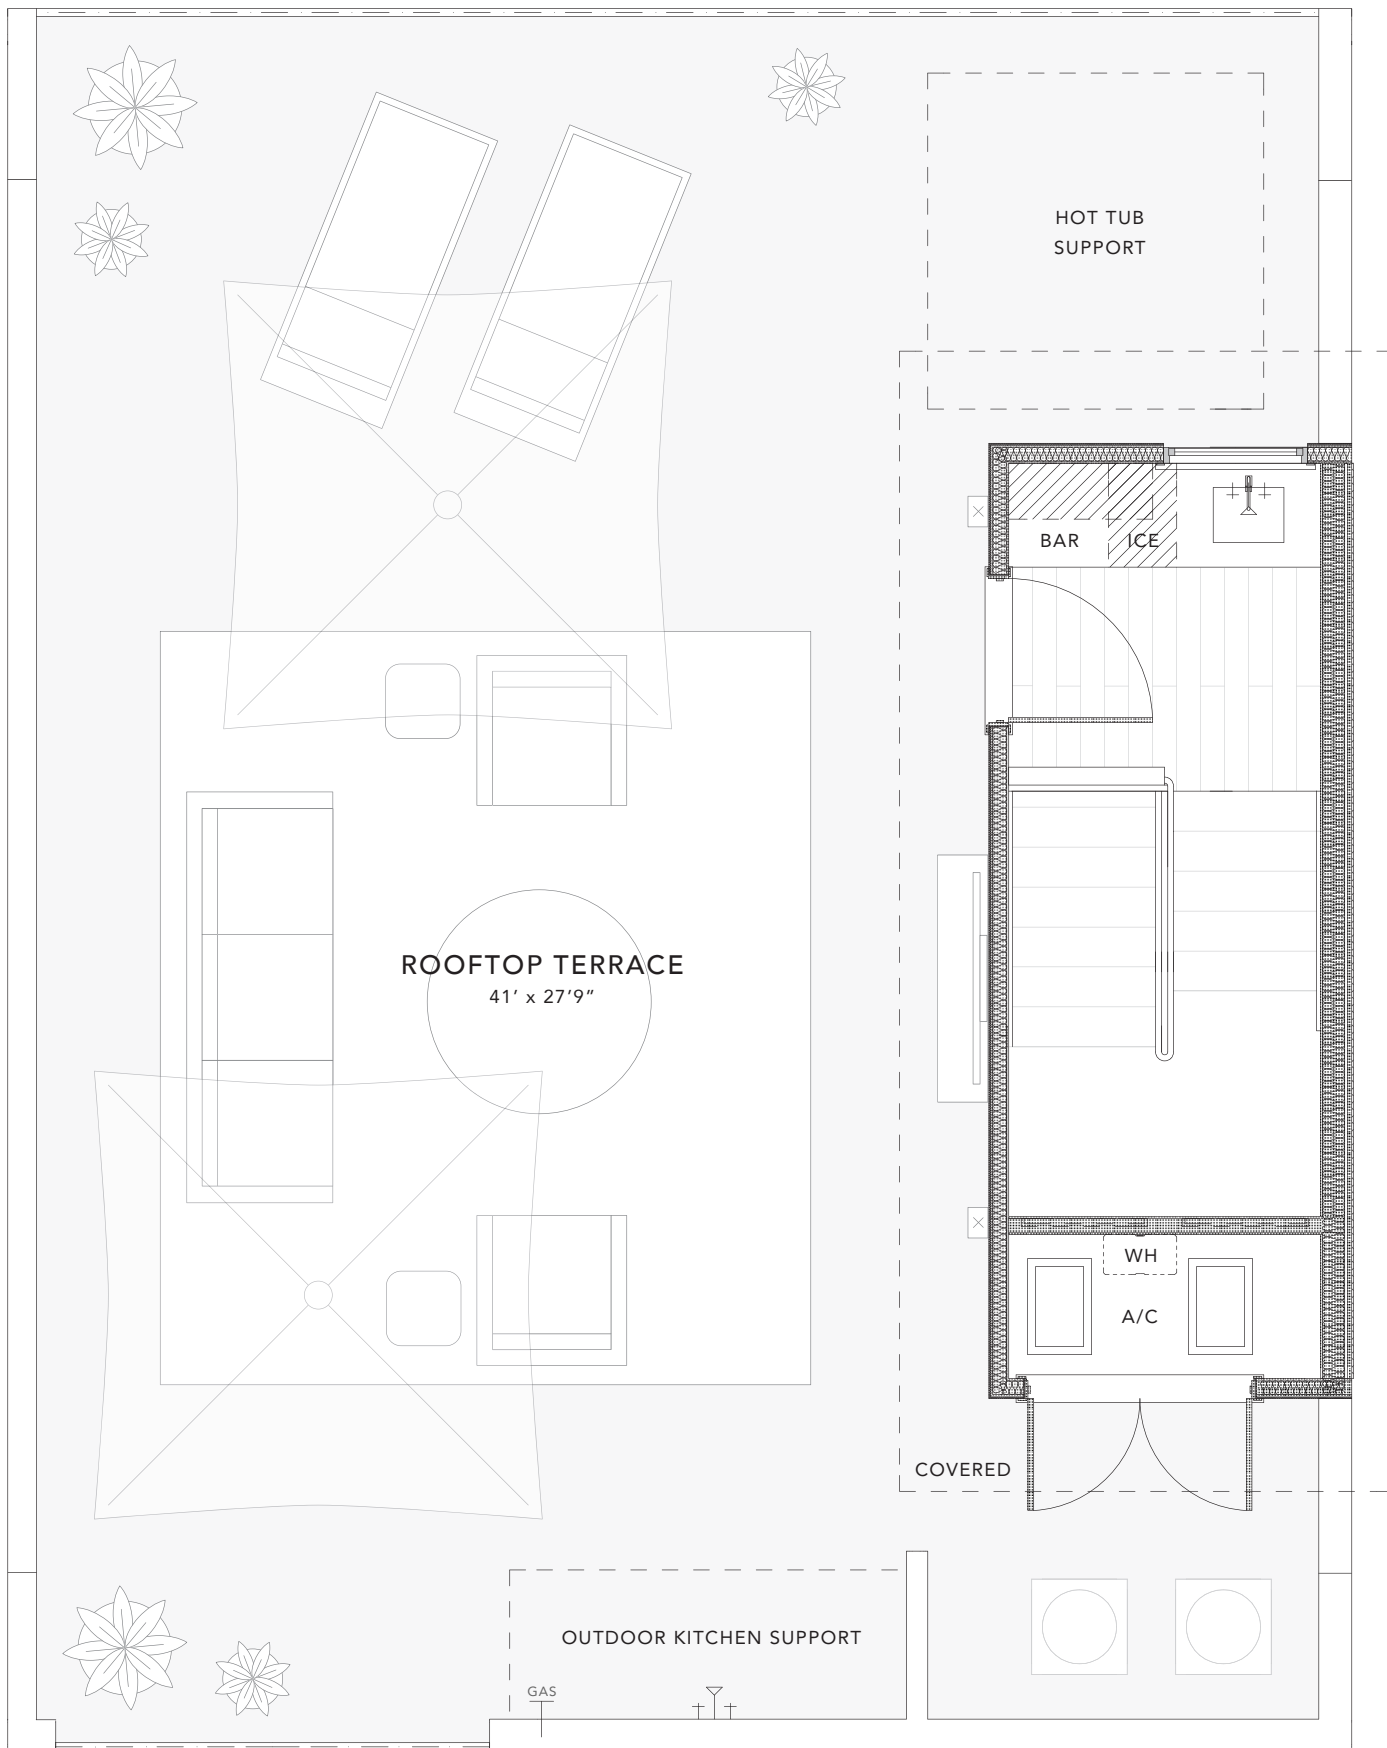 HOT TUB
SUPPORT
BAR
ICE
ROOFTOP TERRACE
41' x 27'9"
WH
A/C
COVERED
OUTDOOR KITCHEN SUPPORT
GAS